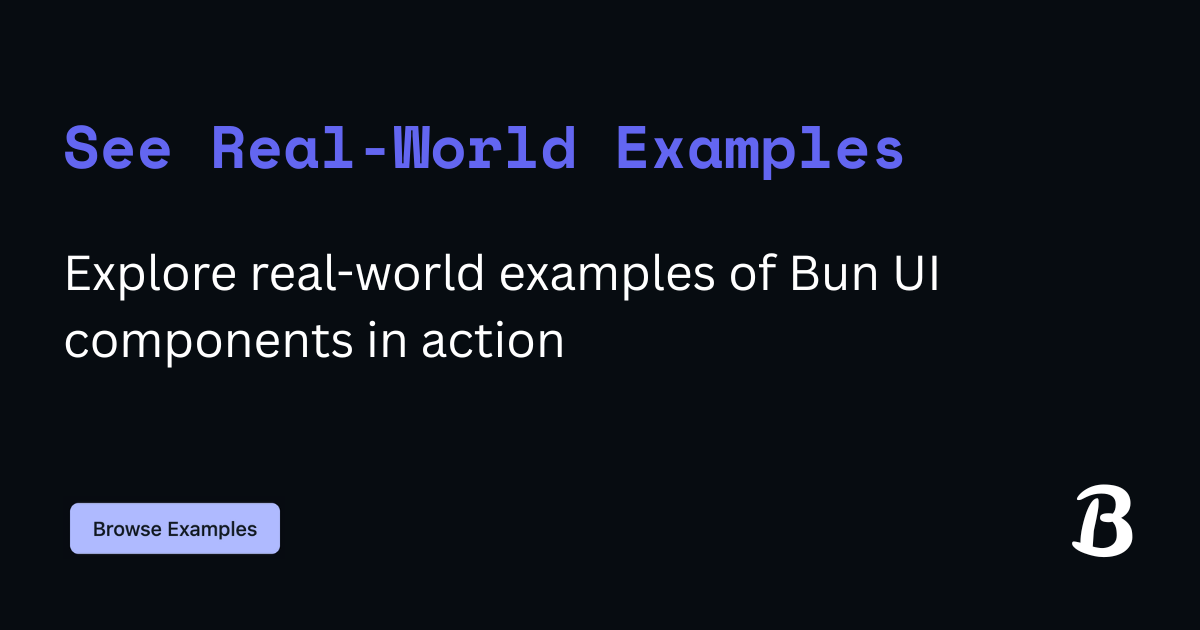 See Real-World Examples
Explore real-world examples of Bun UI
components in action
Browse Examples
B